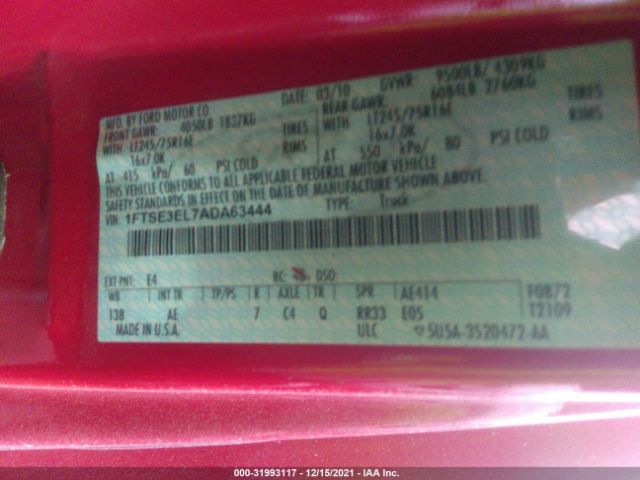 MFD. BY FORD MOTOR CO.
DATE: 03/10 GVWR: 9500LB/ 4309KG
FRONT GAWR: 4050LB 1837KG REAR GAWR: 6084LB 2760KG
WITH LT245/75R16E TIRES WITH LT245/75R16E TIRES
16x7.0K RIMS 16x7.0K RIMS
AT 415 kPa/ 60 PSI COLD AT 550 kPa/ 80 PSI COLD
THIS VEHICLE CONFORMS TO ALL APPLICABLE FEDERAL MOTOR VEHICLE
SAFETY STANDARDS IN EFFECT ON THE DATE OF MANUFACTURE SHOWN ABOVE.
VIN: 1FTSE3EL7ADA63444 TYPE: Truck
EXT PNT: E4 RC: 78 DSO:
WB INT TR TP/PS R AXLE TR SPR AE414 F0872
138 AE 7 C4 Q RR33 E05 T2109
MADE IN U.S.A. ULC 5U5A-3520472-AA
000-31993117 - 12/15/2021 - IAA Inc.